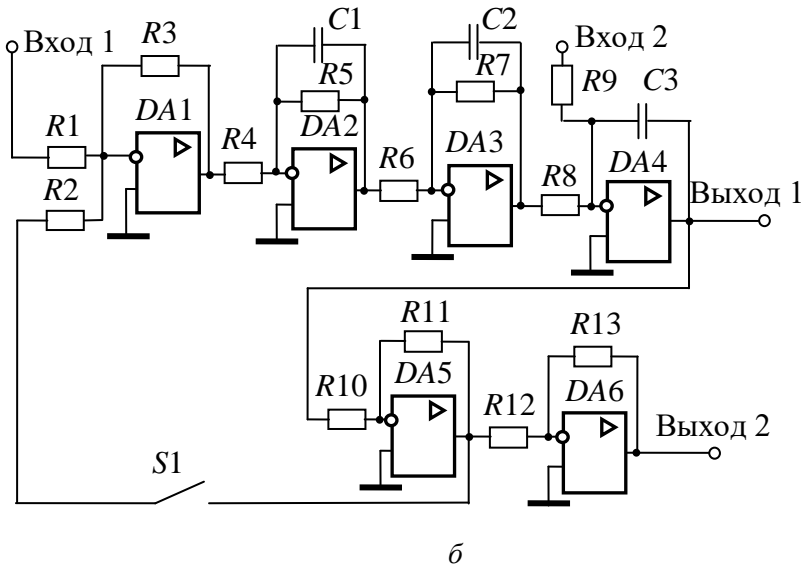 Вход 1
R3
C1
C2
Вход 2
R5
R7
R9
C3
DA1
DA2
DA3
DA4
R1
R4
R6
R8
R2
Выход 1
R11
R13
R10
DA5
R12
DA6
Выход 2
S1
б